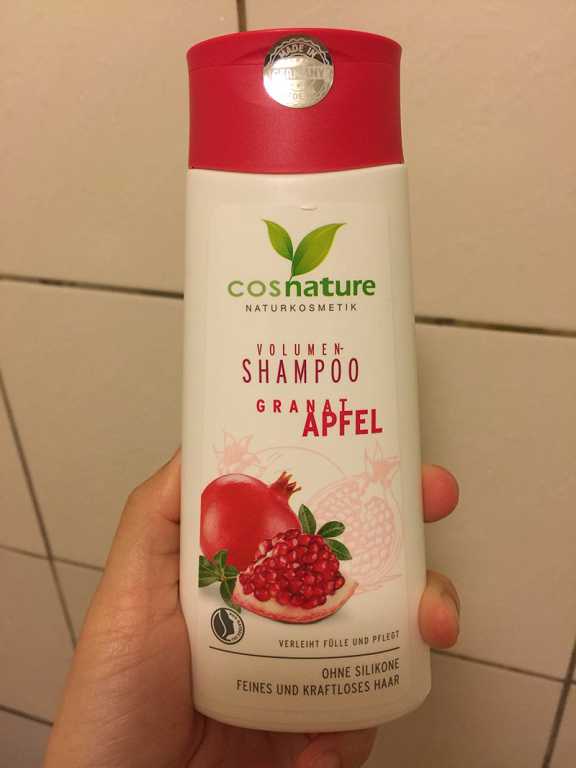 MADE IN
GERMANY
cosnature
NATURKOSMETIK
VOLUMEN-
SHAMPOO
GRANAT
APFEL
VERLEIHT FÜLLE UND PFLEGT
OHNE SILIKONE
FEINES UND KRAFTLOSES HAAR